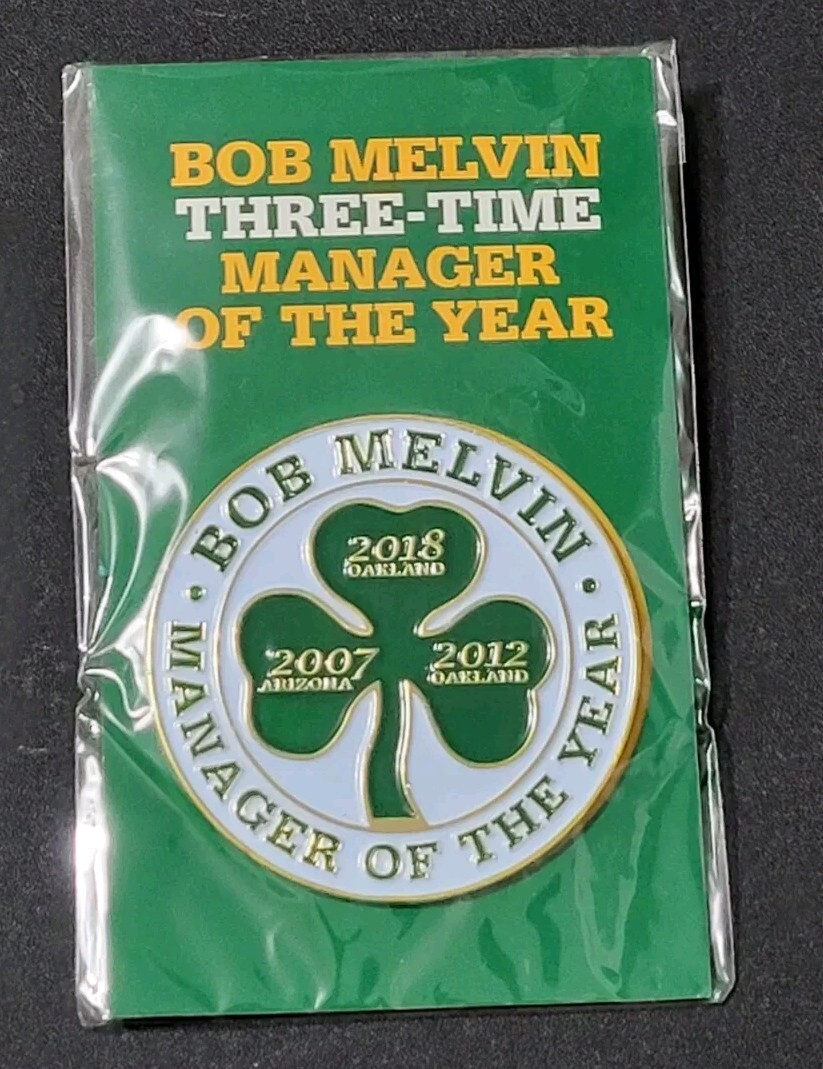 BOB MELVIN
THREE-TIME
MANAGER
OF THE YEAR
BOB MELVIN
2018
OAKLAND
2007
ARIZONA
2012
OAKLAND
• MANAGER OF THE YEAR •